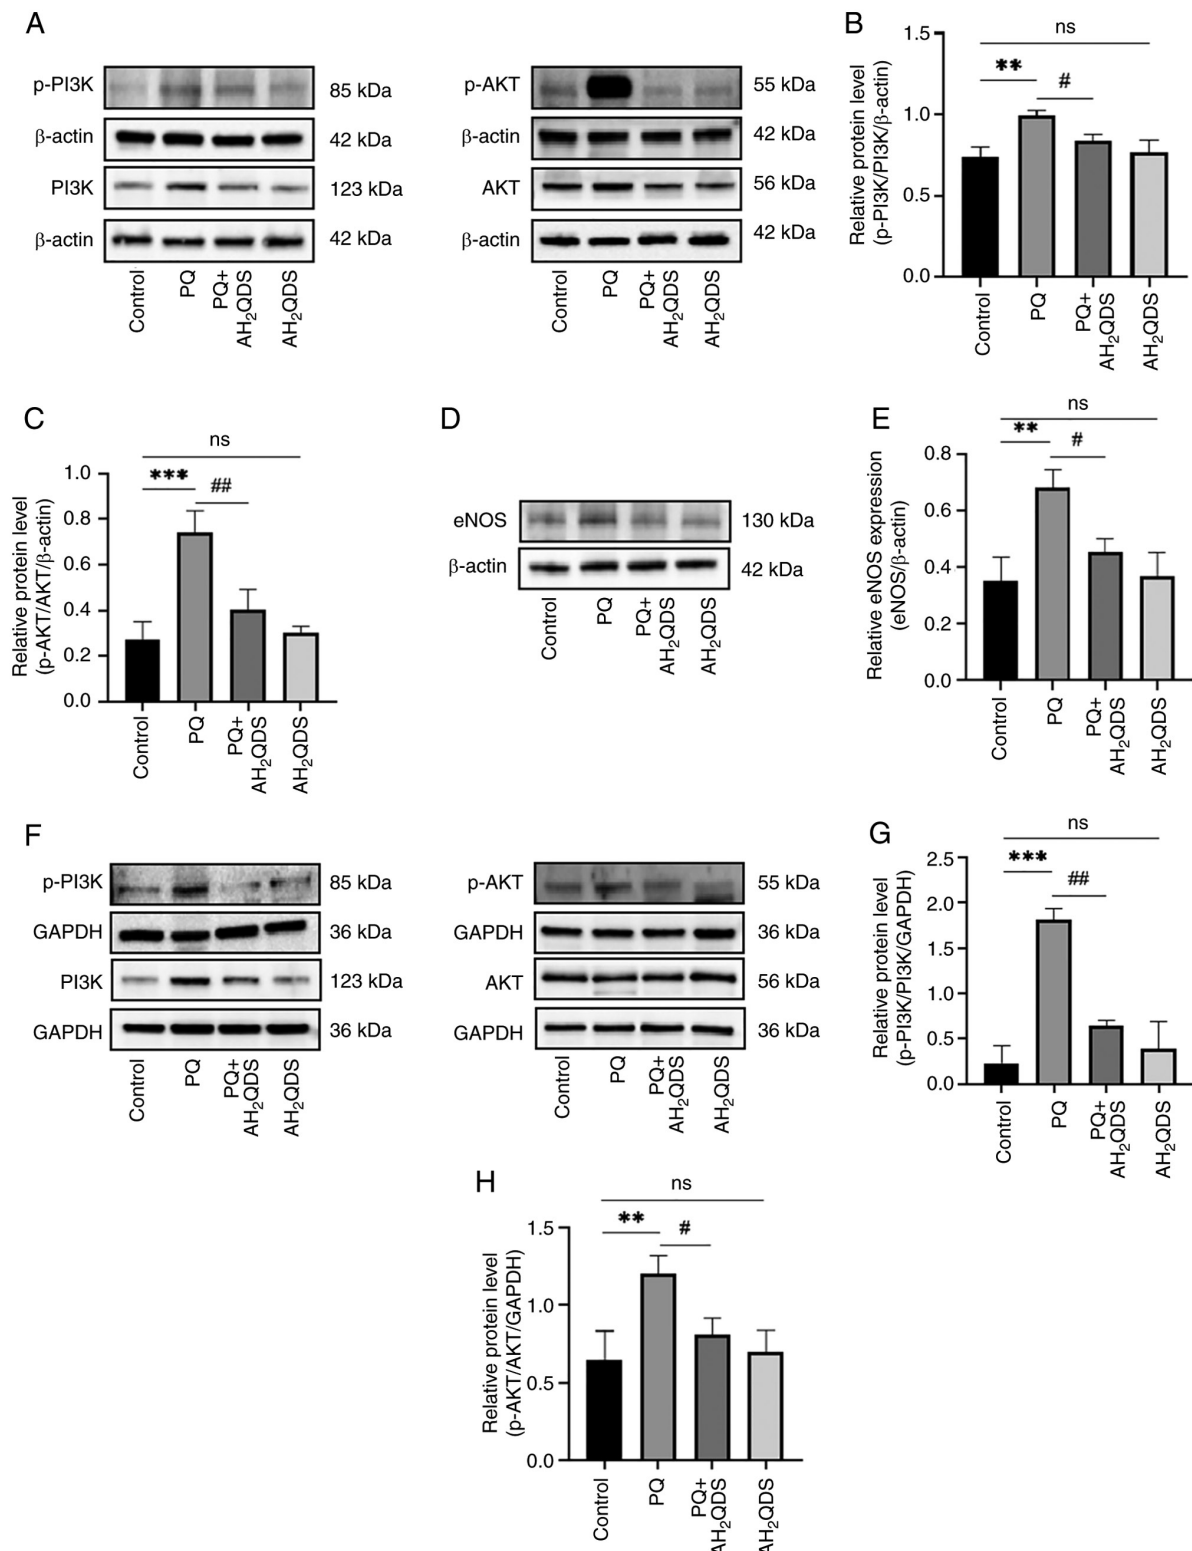 A
p-PI3K
85 kDa
β-actin
42 kDa
PI3K
123 kDa
β-actin
42 kDa
Control
PQ
PQ+
AH₂QDS
AH₂QDS
p-AKT
55 kDa
β-actin
42 kDa
AKT
56 kDa
β-actin
42 kDa
Control
PQ
PQ+
AH₂QDS
AH₂QDS
B
Relative protein level
(p-PI3K/PI3K/β-actin)
1.5
1.0
0.5
0.0
ns
**
#
Control
PQ
PQ+
AH₂QDS
AH₂QDS
C
Relative protein level
(p-AKT/AKT/β-actin)
1.0
0.8
0.6
0.4
0.2
0.0
ns
***
##
Control
PQ
PQ+
AH₂QDS
AH₂QDS
D
eNOS
130 kDa
β-actin
42 kDa
Control
PQ
PQ+
AH₂QDS
AH₂QDS
E
Relative eNOS expression
(eNOS/β-actin)
0.8
0.6
0.4
0.2
0.0
ns
**
#
Control
PQ
PQ+
AH₂QDS
AH₂QDS
F
p-PI3K
85 kDa
GAPDH
36 kDa
PI3K
123 kDa
GAPDH
36 kDa
Control
PQ
PQ+
AH₂QDS
AH₂QDS
p-AKT
55 kDa
GAPDH
36 kDa
AKT
56 kDa
GAPDH
36 kDa
Control
PQ
PQ+
AH₂QDS
AH₂QDS
G
Relative protein level
(p-PI3K/PI3K/GAPDH)
2.5
2.0
1.5
1.0
0.5
0.0
ns
***
##
Control
PQ
PQ+
AH₂QDS
AH₂QDS
H
Relative protein level
(p-AKT/AKT/GAPDH)
1.5
1.0
0.5
0.0
ns
**
#
Control
PQ
PQ+
AH₂QDS
AH₂QDS